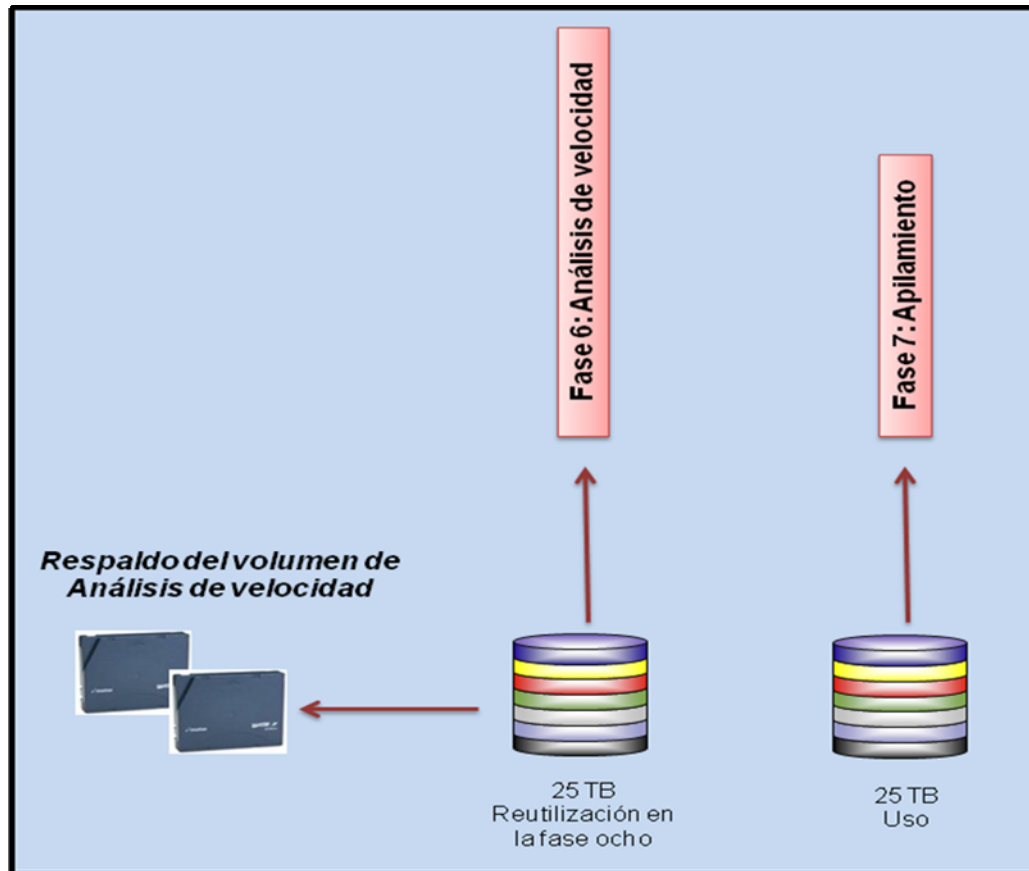 Fase 6: Análisis de velocidad
Fase 7: Apilamiento
Respaldo del volumen de
Análisis de velocidad
25 TB
Reutilización en
la fase ocho
25 TB
Uso